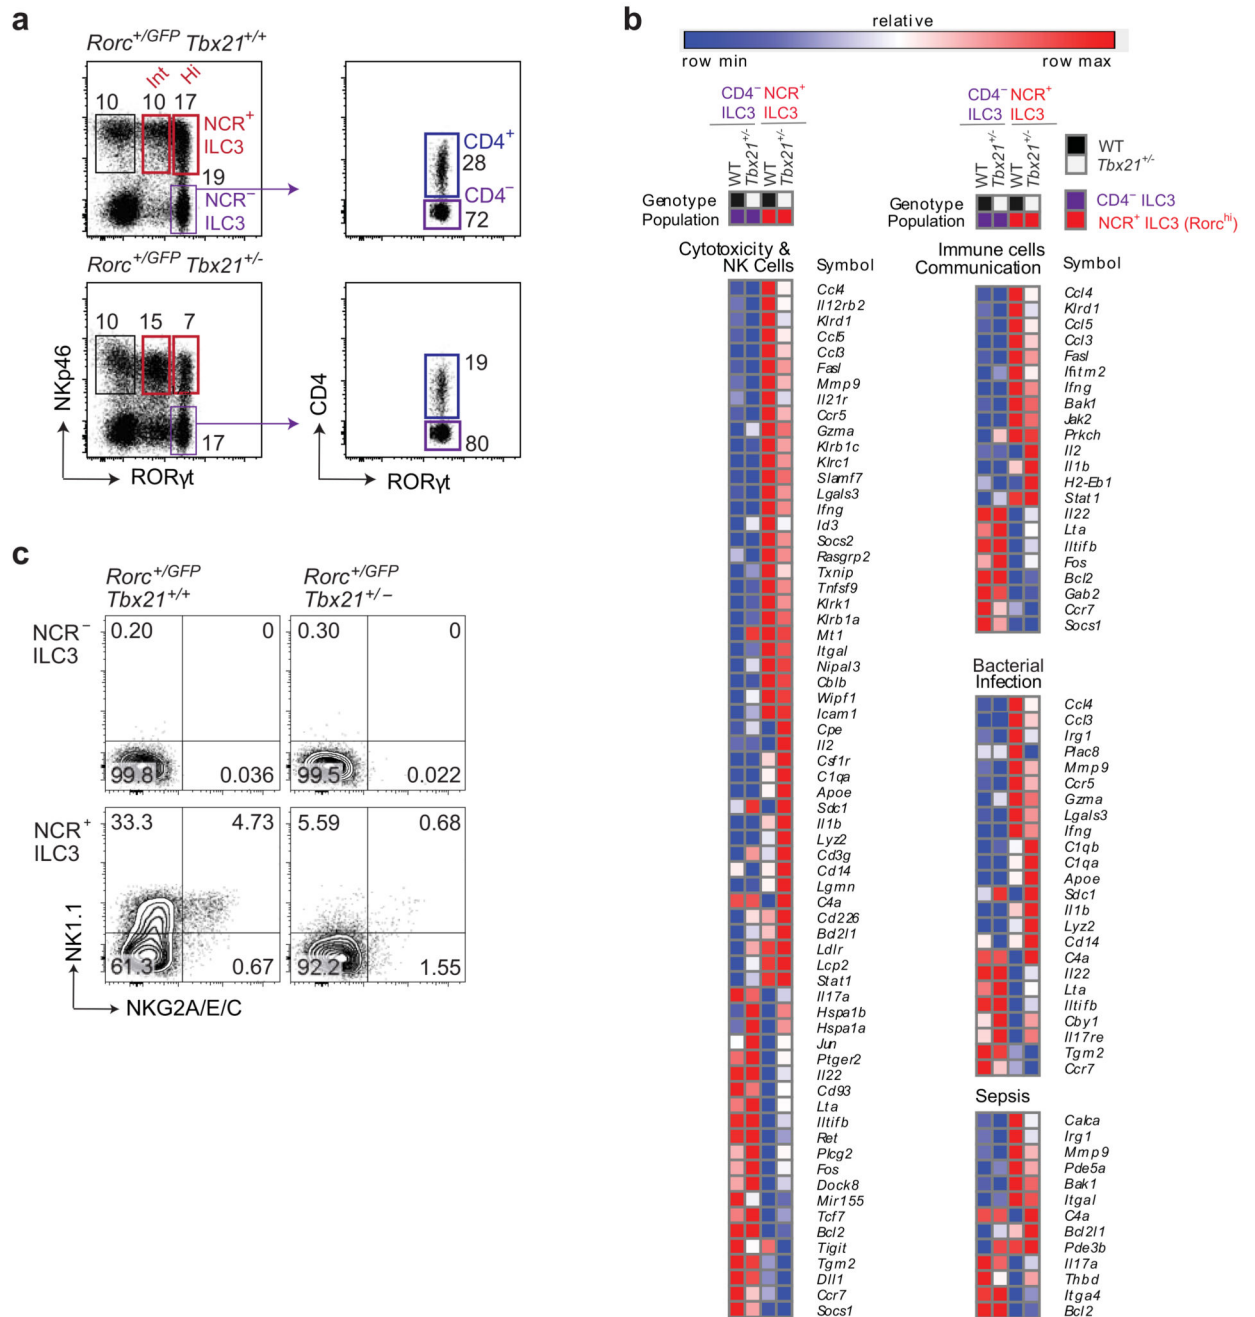 a
Rorc+/GFP Tbx21+/+
Int
Hi
10
10
17
NCR+
ILC3
19
NCR−
ILC3
CD4+
28
CD4−
72
Rorc+/GFP Tbx21+/-
10
15
7
17
19
80
NKp46
RORγt
CD4
RORγt
b
relative
row min
row max
CD4− ILC3
NCR+ ILC3
WT
Tbx21+/-
WT
Tbx21+/-
Genotype
Population
CD4− ILC3
NCR+ ILC3
WT
Tbx21+/-
WT
Tbx21+/-
Genotype
Population
WT
Tbx21+/-
CD4− ILC3
NCR+ ILC3 (Rorchi)
Cytotoxicity &
NK Cells
Symbol
Ccl4
Il12rb2
Klrd1
Ccl5
Ccl3
Fasl
Mmp9
Il21r
Ccr5
Gzma
Klrb1c
Klrc1
Slamf7
Lgals3
Ifng
Id3
Socs2
Rasgrp2
Txnip
Tnfsf9
Klrk1
Klrb1a
Mt1
Itgal
Nipal3
Cblb
Wipf1
Icam1
Cpe
Il2
Csf1r
C1qa
Apoe
Sdc1
Il1b
Lyz2
Cd3g
Cd14
Lgmn
C4a
Cd226
Bcl2l1
Ldlr
Lcp2
Stat1
Il17a
Hspa1b
Hspa1a
Jun
Ptger2
Il22
Cd93
Lta
Iltifb
Ret
Plcg2
Fos
Dock8
Mir155
Tcf7
Bcl2
Tigit
Tgm2
Dll1
Ccr7
Socs1
Immune cells
Communication
Symbol
Ccl4
Klrd1
Ccl5
Ccl3
Fasl
Ifitm2
Ifng
Bak1
Jak2
Prkch
Il2
Il1b
H2-Eb1
Stat1
Il22
Lta
Iltifb
Fos
Bcl2
Gab2
Ccr7
Socs1
Bacterial
Infection
Ccl4
Ccl3
Irg1
Plac8
Mmp9
Ccr5
Gzma
Lgals3
Ifng
C1qb
C1qa
Apoe
Sdc1
Il1b
Lyz2
Cd14
C4a
Il22
Lta
Iltifb
Cby1
Il17re
Tgm2
Ccr7
Sepsis
Calca
Irg1
Mmp9
Pde5a
Bak1
Itgal
C4a
Bcl2l1
Pde3b
Il17a
Thbd
Itga4
Bcl2
c
Rorc+/GFP
Tbx21+/+
Rorc+/GFP
Tbx21+/−
NCR−
ILC3
0.20
0
99.8
0.036
0.30
0
99.5
0.022
NCR+
ILC3
33.3
4.73
61.3
0.67
5.59
0.68
92.2
1.55
NK1.1
NKG2A/E/C